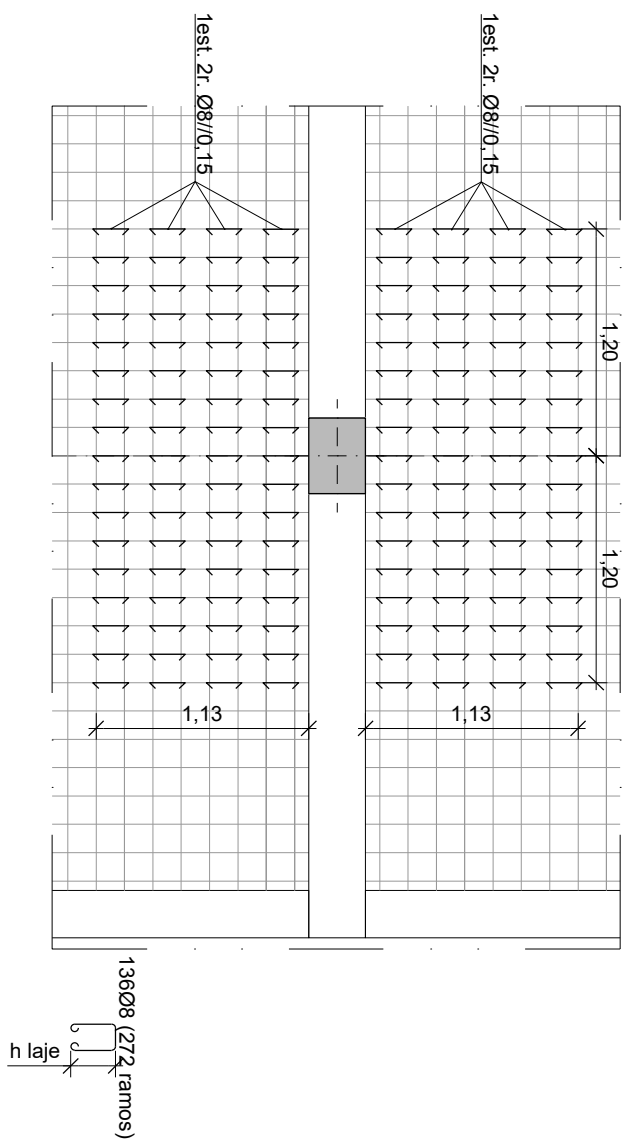 1est. 2r. Ø8//0,15
1est. 2r. Ø8//0,15
1,20
1,20
1,13
1,13
136Ø8 (272 ramos)
h laje